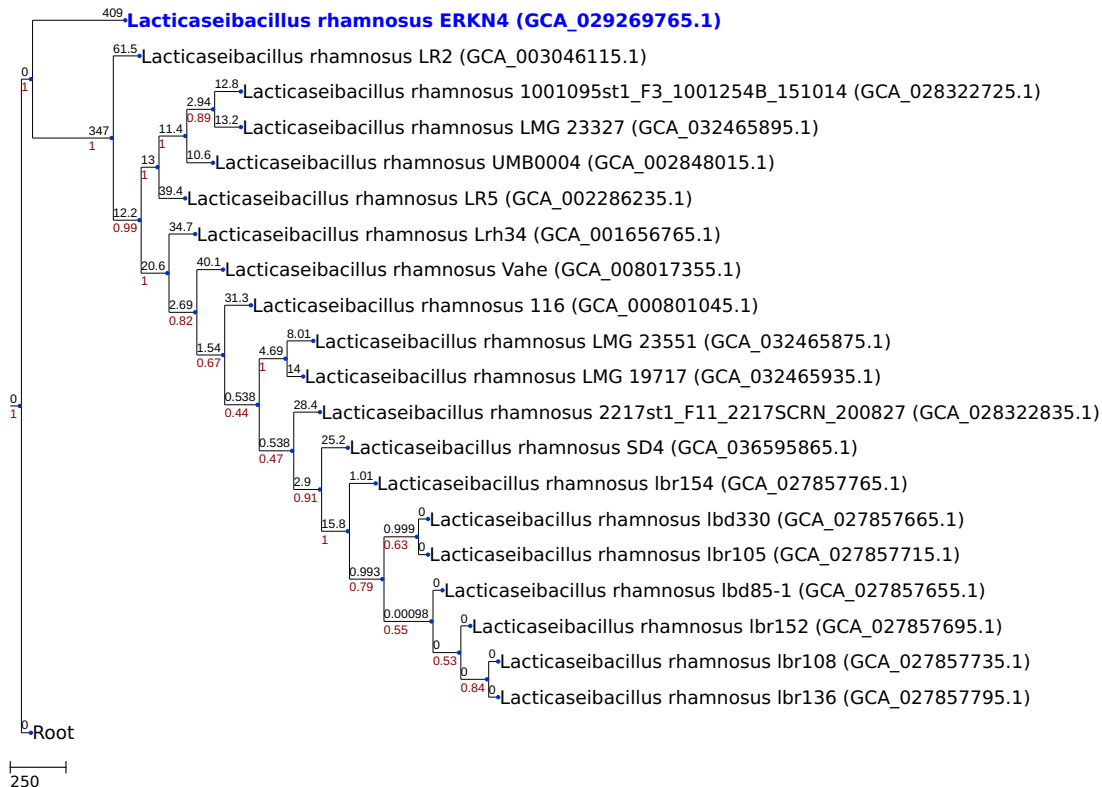 409 Lacticaseibacillus rhamnosus ERKN4 (GCA_029269765.1)
61.5 Lacticaseibacillus rhamnosus LR2 (GCA_003046115.1)
0
1
12.8 Lacticaseibacillus rhamnosus 1001095st1_F3_1001254B_151014 (GCA_028322725.1)
2.94
0.89
13.2 Lacticaseibacillus rhamnosus LMG 23327 (GCA_032465895.1)
347
1
11.4
1
10.6 Lacticaseibacillus rhamnosus UMB0004 (GCA_002848015.1)
13
1
39.4 Lacticaseibacillus rhamnosus LR5 (GCA_002286235.1)
12.2
0.99
34.7 Lacticaseibacillus rhamnosus Lrh34 (GCA_001656765.1)
20.6
1
40.1 Lacticaseibacillus rhamnosus Vahe (GCA_008017355.1)
2.69
0.82
31.3 Lacticaseibacillus rhamnosus 116 (GCA_000801045.1)
1.54
0.67
8.01 Lacticaseibacillus rhamnosus LMG 23551 (GCA_032465875.1)
4.69
1
14 Lacticaseibacillus rhamnosus LMG 19717 (GCA_032465935.1)
0
1
0.538
0.44
28.4 Lacticaseibacillus rhamnosus 2217st1_F11_2217SCRN_200827 (GCA_028322835.1)
0.538
0.47
25.2 Lacticaseibacillus rhamnosus SD4 (GCA_036595865.1)
2.9
0.91
1.01 Lacticaseibacillus rhamnosus lbr154 (GCA_027857765.1)
15.8
1
0 Lacticaseibacillus rhamnosus lbd330 (GCA_027857665.1)
0.999
0.63
0 Lacticaseibacillus rhamnosus lbr105 (GCA_027857715.1)
0.993
0.79
0 Lacticaseibacillus rhamnosus lbd85-1 (GCA_027857655.1)
0.00098
0.55
0 Lacticaseibacillus rhamnosus lbr152 (GCA_027857695.1)
0
0.53
0 Lacticaseibacillus rhamnosus lbr108 (GCA_027857735.1)
0
0.84
0 Lacticaseibacillus rhamnosus lbr136 (GCA_027857795.1)
0 Root
250